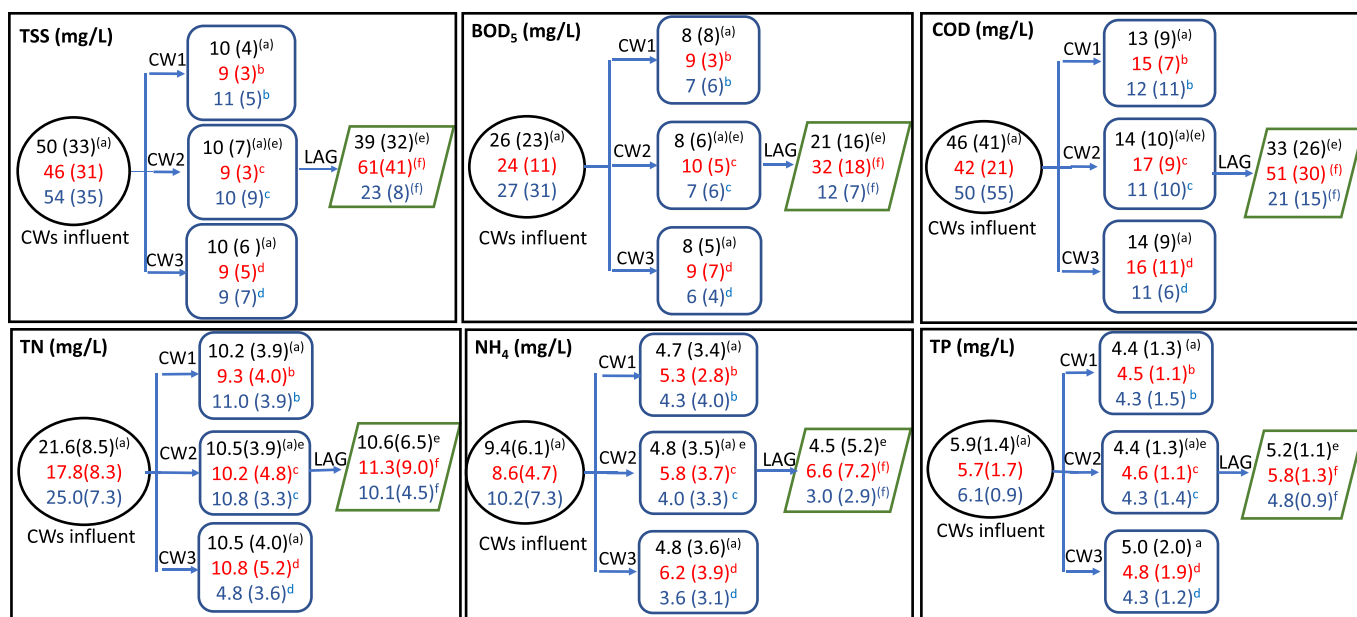 TSS (mg/L)
CW1
10 (4)(a)
9 (3)b
11 (5)b
50 (33)(a)
46 (31)
54 (35)
CWs influent
CW2
10 (7)(a)(e)
9 (3)c
10 (9)c
LAG
39 (32)(e)
61(41)(f)
23 (8)(f)
CW3
10 (6 )(a)
9 (5)d
9 (7)d
BOD5 (mg/L)
CW1
8 (8)(a)
9 (3)b
7 (6)b
26 (23)(a)
24 (11)
27 (31)
CWs influent
CW2
8 (6)(a)(e)
10 (5)c
7 (6)c
LAG
21 (16)(e)
32 (18)(f)
12 (7)(f)
CW3
8 (5)(a)
9 (7)d
6 (4)d
COD (mg/L)
CW1
13 (9)(a)
15 (7)b
12 (11)b
46 (41)(a)
42 (21)
50 (55)
CWs influent
CW2
14 (10)(a)(e)
17 (9)c
11 (10)c
LAG
33 (26)(e)
51 (30)(f)
21 (15)(f)
CW3
14 (9)(a)
16 (11)d
11 (6)d
TN (mg/L)
CW1
10.2 (3.9)(a)
9.3 (4.0)b
11.0 (3.9)b
21.6(8.5)(a)
17.8(8.3)
25.0(7.3)
CWs influent
CW2
10.5(3.9)(a)e
10.2 (4.8)c
10.8 (3.3)c
LAG
10.6(6.5)e
11.3(9.0)f
10.1(4.5)f
CW3
10.5 (4.0)(a)
10.8 (5.2)d
4.8 (3.6)d
NH4 (mg/L)
CW1
4.7 (3.4)(a)
5.3 (2.8)b
4.3 (4.0)b
9.4(6.1)(a)
8.6(4.7)
10.2(7.3)
CWs influent
CW2
4.8 (3.5)(a) e
5.8 (3.7)c
4.0 (3.3) c
LAG
4.5 (5.2)e
6.6 (7.2)(f)
3.0 (2.9)(f)
CW3
4.8 (3.6)(a)
6.2 (3.9)d
3.6 (3.1)d
TP (mg/L)
CW1
4.4 (1.3) (a)
4.5 (1.1)b
4.3 (1.5) b
5.9(1.4)(a)
5.7(1.7)
6.1(0.9)
CWs influent
CW2
4.4 (1.3)(a)e
4.6 (1.1)c
4.3 (1.4)c
LAG
5.2(1.1)e
5.8(1.3)f
4.8(0.9)f
CW3
5.0 (2.0) a
4.8 (1.9)d
4.3 (1.2)d